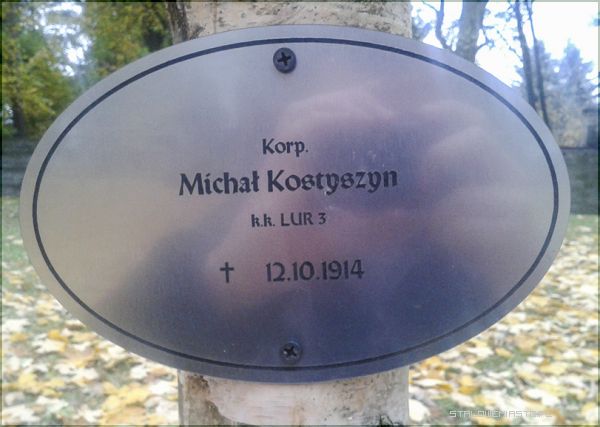 Korp.
Michał Kostyszyn
k.k. LUR 3
† 12.10.1914